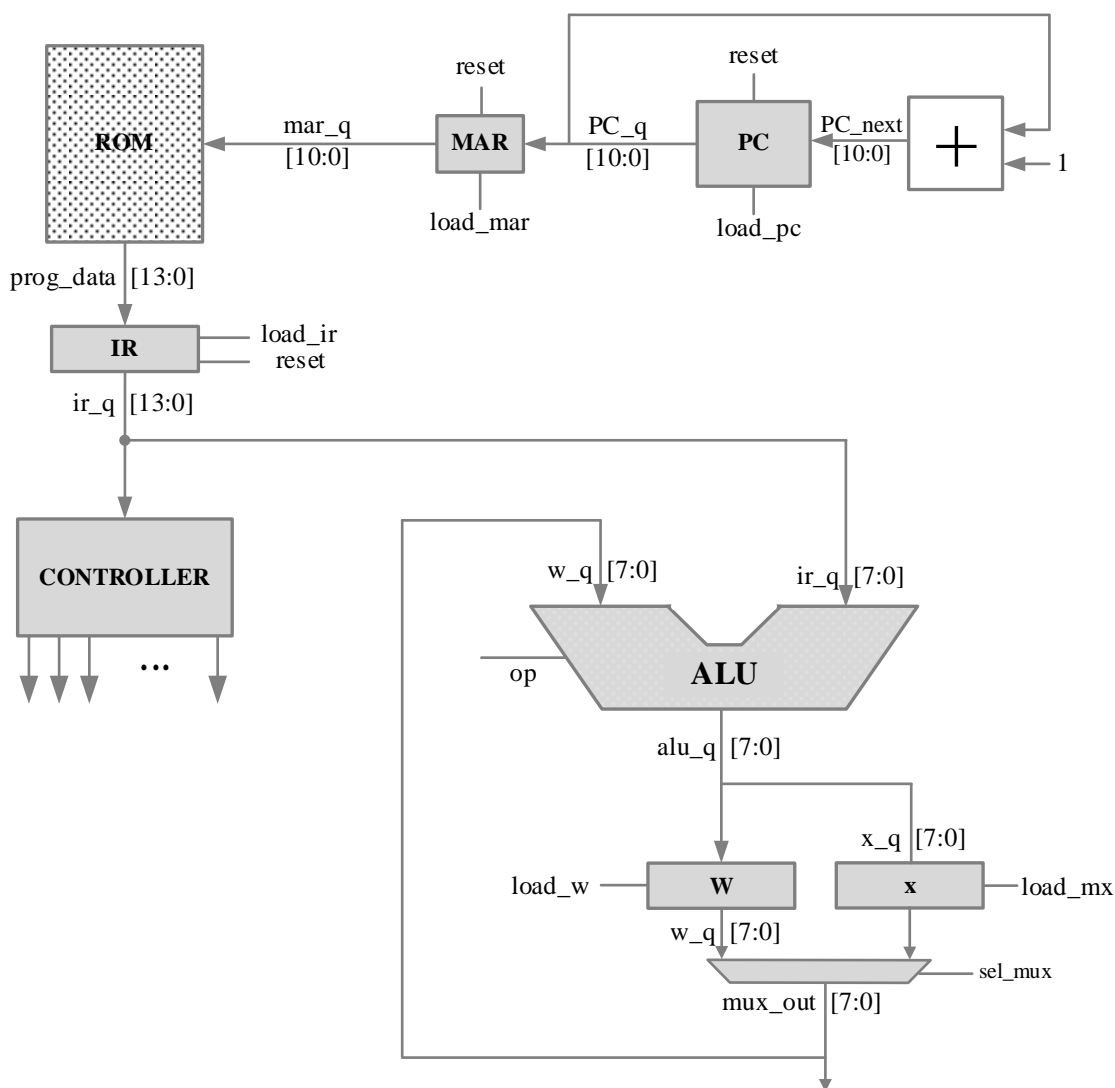 reset
reset
ROM
mar_q
[10:0]
MAR
PC_q
[10:0]
PC
PC_next
[10:0]
+
1
load_mar
load_pc
prog_data [13:0]
IR
load_ir
reset
ir_q [13:0]
CONTROLLER
...
w_q [7:0]
ir_q [7:0]
op
ALU
alu_q [7:0]
x_q [7:0]
load_w
W
x
load_mx
w_q [7:0]
sel_mux
mux_out [7:0]